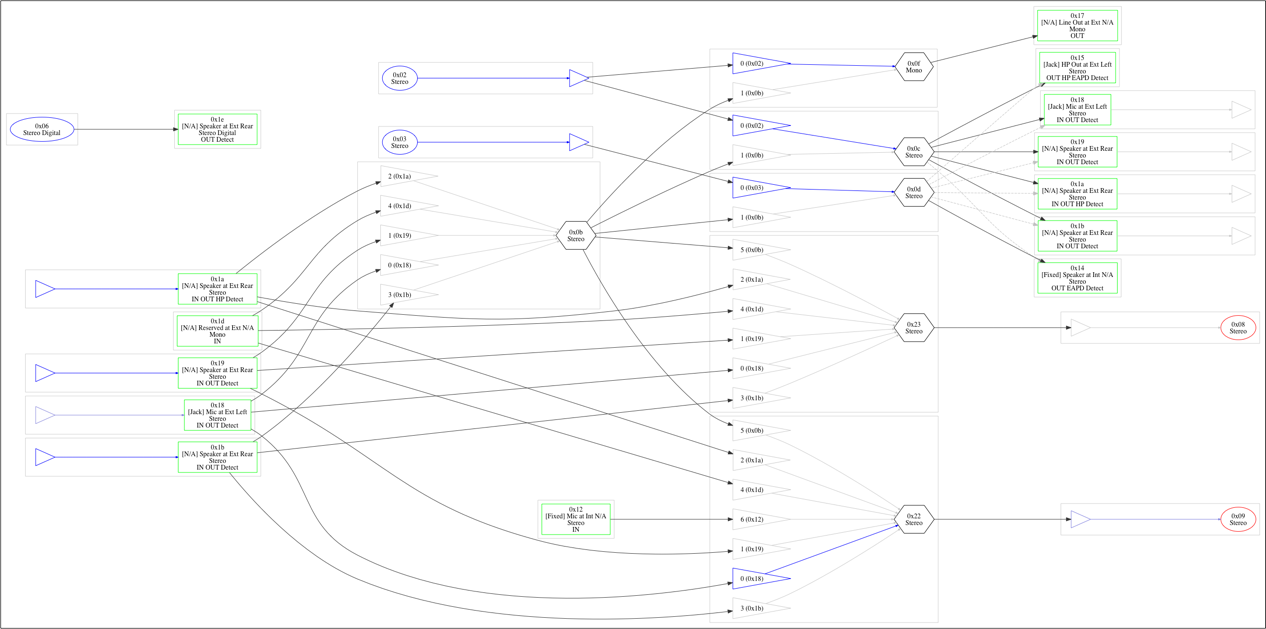 0x17
[N/A] Line Out at Ext N/A
Mono
OUT
0x02
Stereo
0 (0x02)
0x0f
Mono
1 (0x0b)
0x15
[Jack] HP Out at Ext Left
Stereo
OUT HP EAPD Detect
0x18
[Jack] Mic at Ext Left
Stereo
IN OUT Detect
0x06
Stereo Digital
0x1e
[N/A] Speaker at Ext Rear
Stereo Digital
OUT Detect
0x03
Stereo
0 (0x02)
1 (0x0b)
0x0c
Stereo
0x19
[N/A] Speaker at Ext Rear
Stereo
IN OUT Detect
2 (0x1a)
4 (0x1d)
1 (0x19)
0 (0x18)
3 (0x1b)
0x0b
Stereo
0 (0x03)
1 (0x0b)
0x0d
Stereo
0x1a
[N/A] Speaker at Ext Rear
Stereo
IN OUT HP Detect
0x1b
[N/A] Speaker at Ext Rear
Stereo
IN OUT Detect
0x14
[Fixed] Speaker at Int N/A
Stereo
OUT EAPD Detect
0x1a
[N/A] Speaker at Ext Rear
Stereo
IN OUT HP Detect
0x1d
[N/A] Reserved at Ext N/A
Mono
IN
0x19
[N/A] Speaker at Ext Rear
Stereo
IN OUT Detect
0x18
[Jack] Mic at Ext Left
Stereo
IN OUT Detect
0x1b
[N/A] Speaker at Ext Rear
Stereo
IN OUT Detect
5 (0x0b)
2 (0x1a)
4 (0x1d)
1 (0x19)
0 (0x18)
3 (0x1b)
0x23
Stereo
0x08
Stereo
0x12
[Fixed] Mic at Int N/A
Stereo
IN
5 (0x0b)
2 (0x1a)
4 (0x1d)
6 (0x12)
1 (0x19)
0 (0x18)
3 (0x1b)
0x22
Stereo
0x09
Stereo